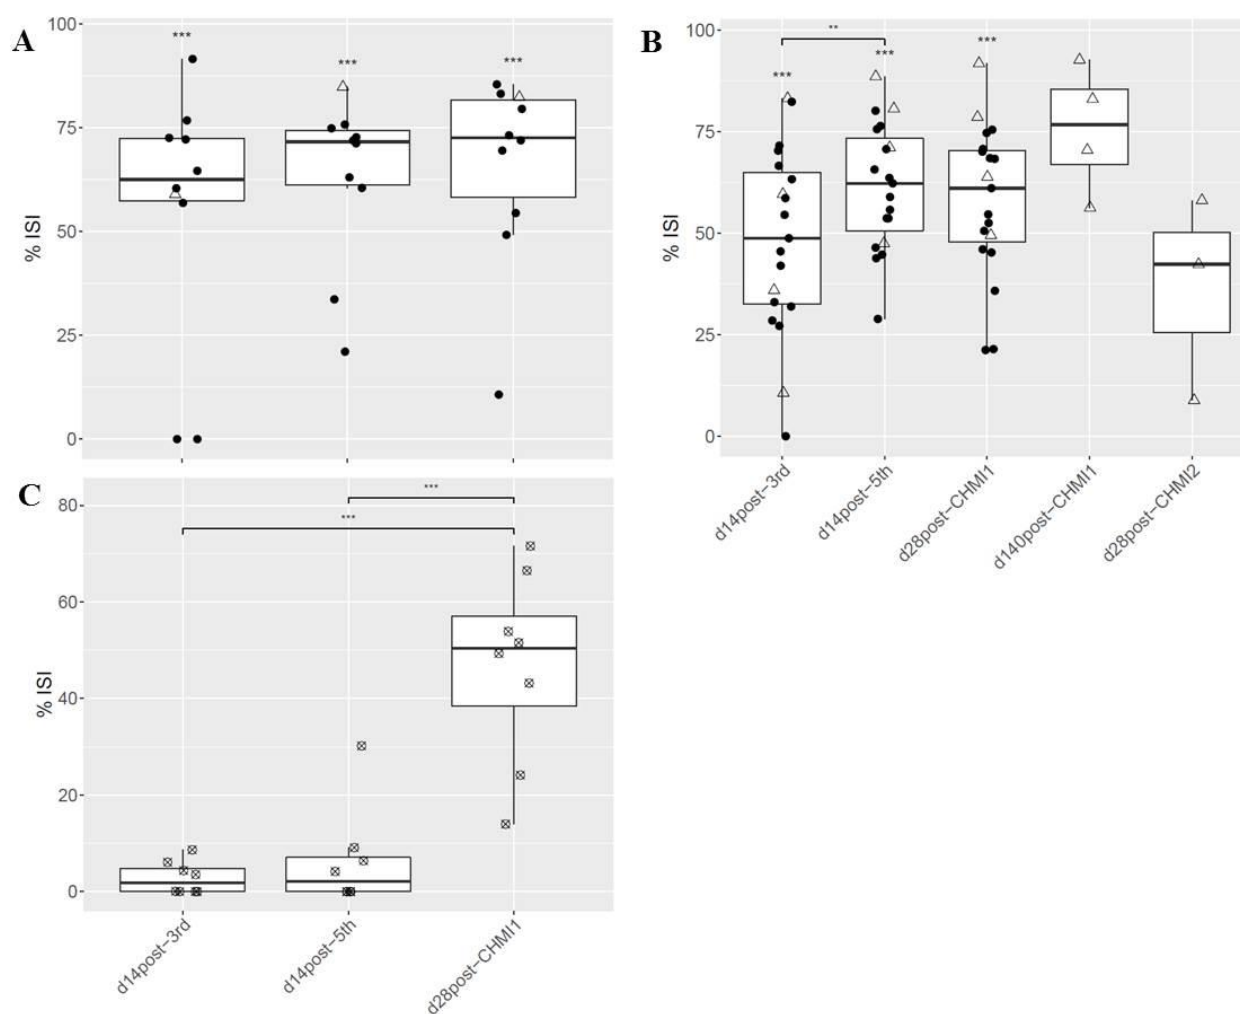 A
100
75
50
25
0
% ISI
***
***
***
B
100
75
50
25
0
% ISI
**
***
***
***
d14post−3rd
d14post−5th
d28post−CHMI1
d140post−CHMI1
d28post−CHMI2
C
80
60
40
20
0
% ISI
***
***
d14post−3rd
d14post−5th
d28post−CHMI1